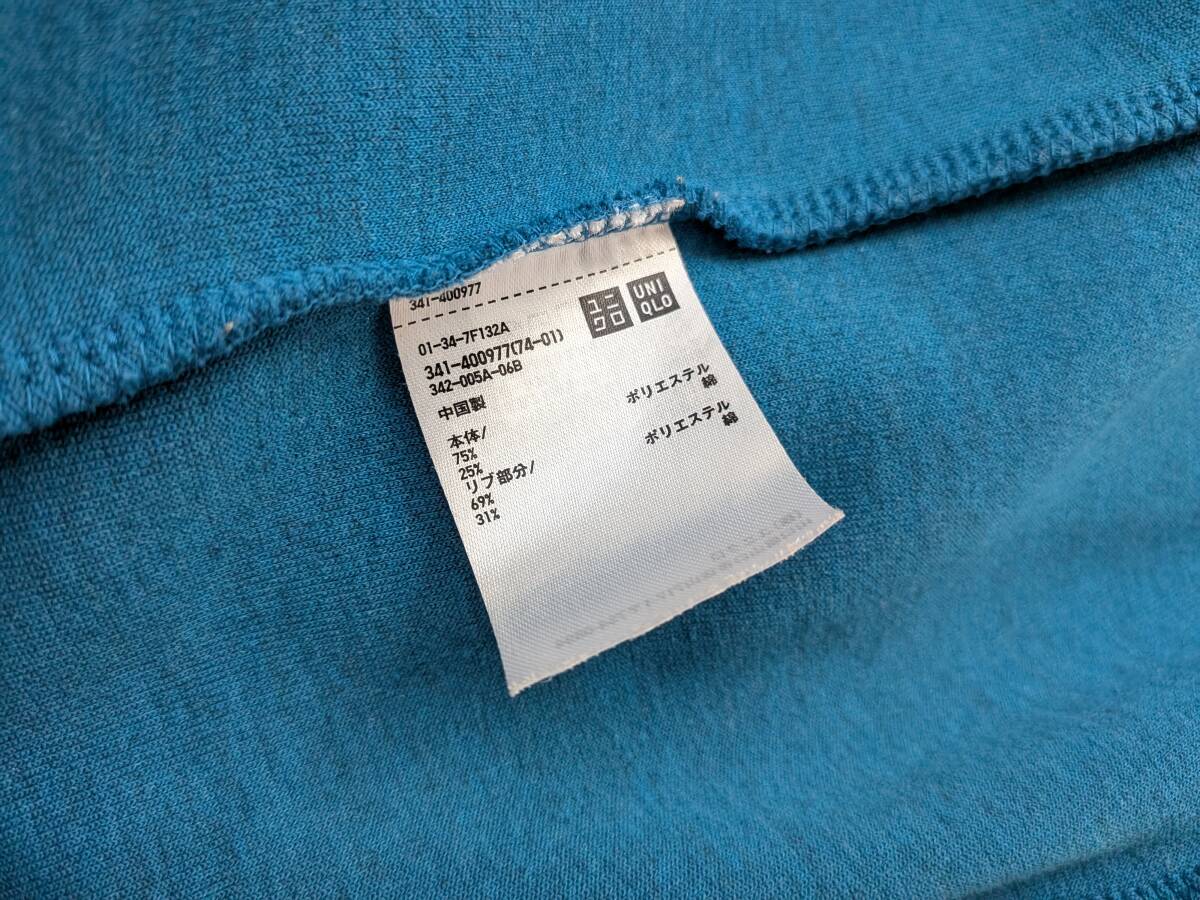 341-400977
ユニ
クロ
UNI
QLO
01-34-7F132A
341-400977(74-01)
342-005A-06B
中国製
本体/
75% ポリエステル
25% 綿
リブ部分/
69% ポリエステル
31% 綿